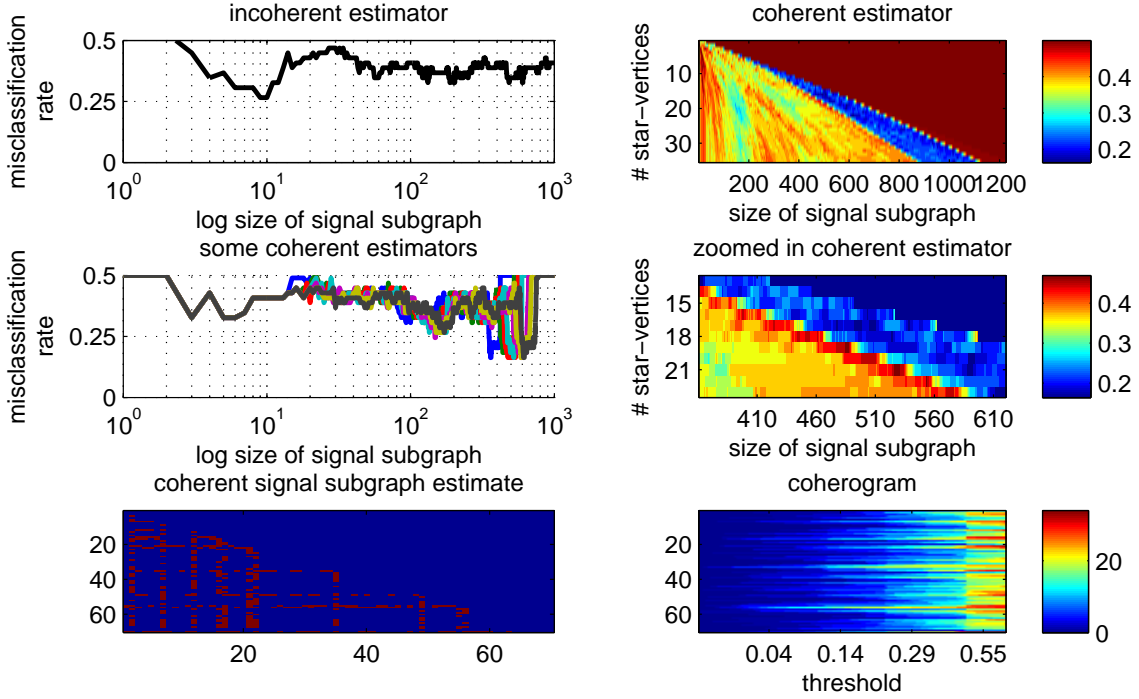 incoherent estimator
misclassification
rate
0.5
0.25
0
10^0
10^1
10^2
10^3
log size of signal subgraph
coherent estimator
# star−vertices
10
20
30
200 400 600 800 1000 1200
size of signal subgraph
0.4
0.3
0.2
some coherent estimators
misclassification
rate
0.5
0.25
0
10^0
10^1
10^2
10^3
log size of signal subgraph
zoomed in coherent estimator
# star−vertices
15
18
21
410 460 510 560 610
size of signal subgraph
0.4
0.3
0.2
coherent signal subgraph estimate
20
40
60
20 40 60
coherogram
20
40
60
0.04 0.14 0.29 0.55
threshold
20
0